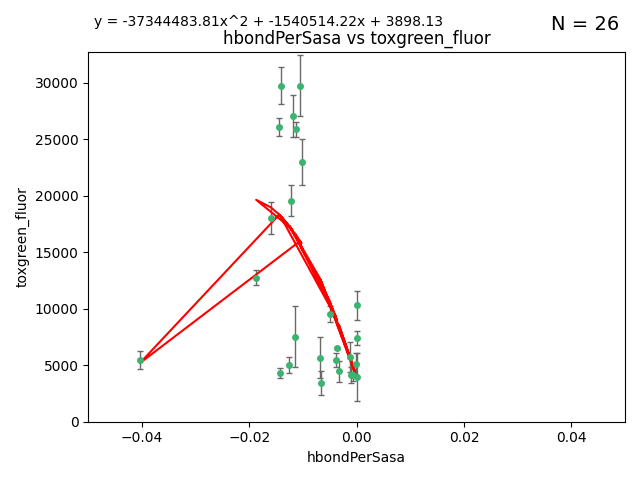 y = -37344483.81x^2 + -1540514.22x + 3898.13
N = 26
hbondPerSasa vs toxgreen_fluor
30000
25000
20000
15000
10000
5000
0
toxgreen_fluor
−0.04
−0.02
0.00
0.02
0.04
hbondPerSasa